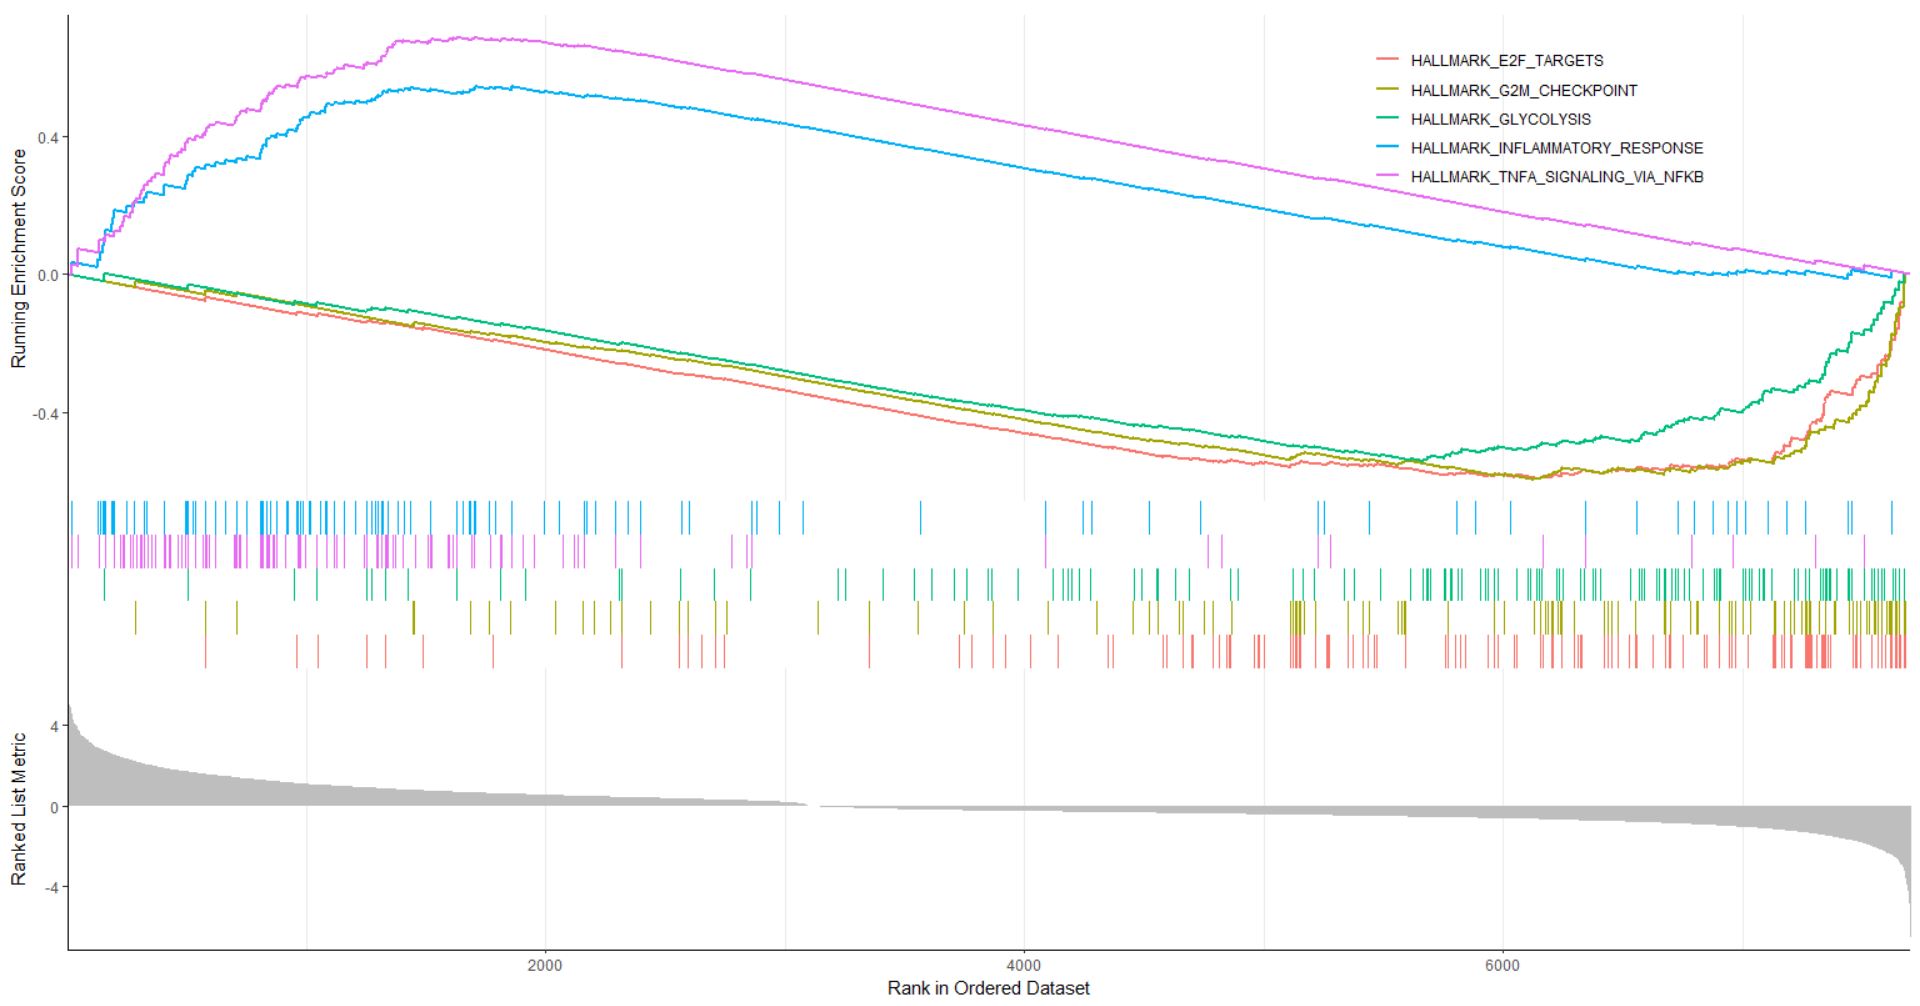 Running Enrichment Score
0.4
0.0
-0.4
HALLMARK_E2F_TARGETS
HALLMARK_G2M_CHECKPOINT
HALLMARK_GLYCOLYSIS
HALLMARK_INFLAMMATORY_RESPONSE
HALLMARK_TNFA_SIGNALING_VIA_NFKB
Ranked List Metric
4
0
-4
2000
4000
6000
Rank in Ordered Dataset